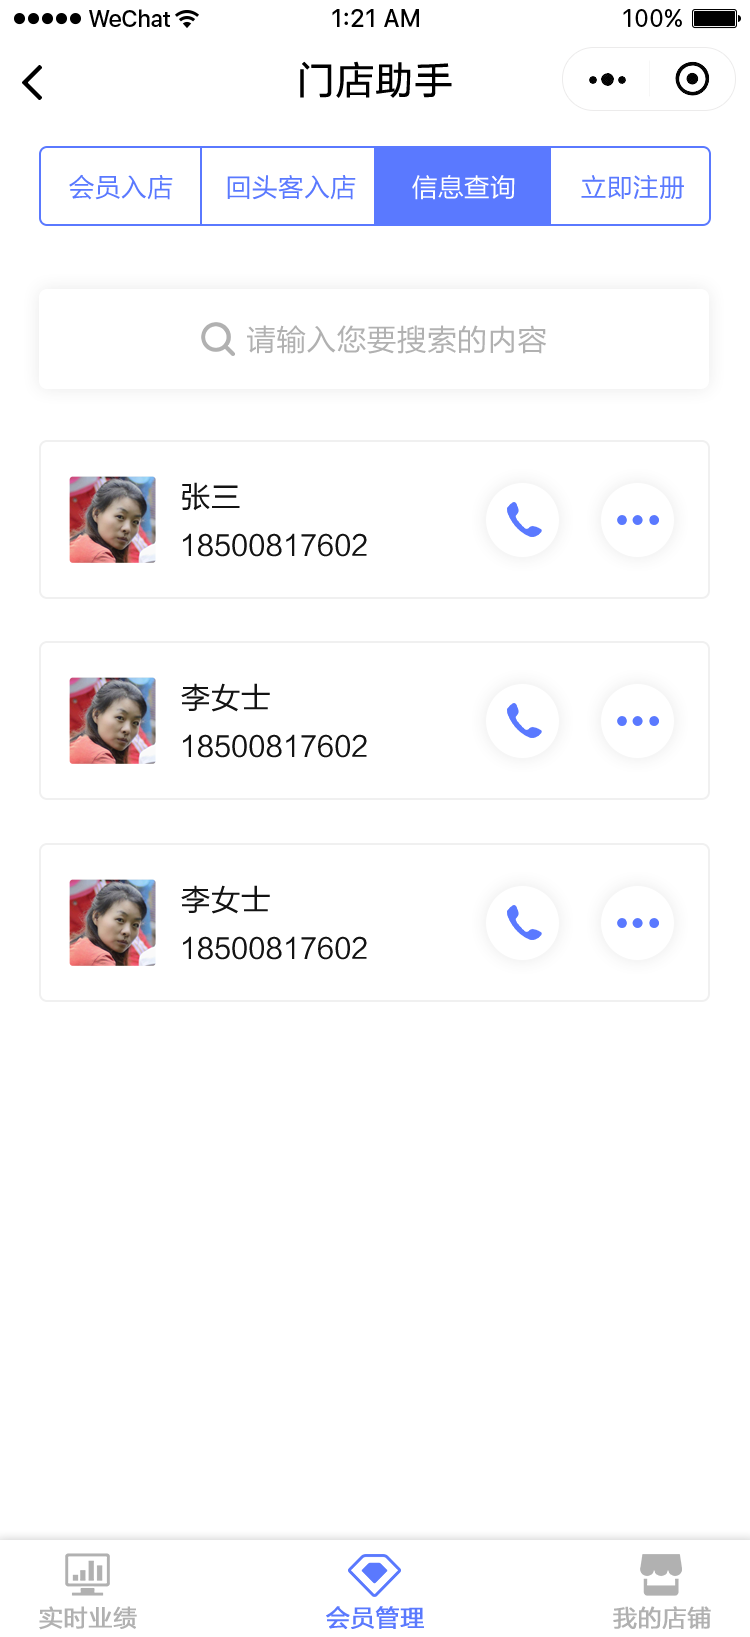 WeChat 1:21 AM 100%
门店助手
会员入店 回头客入店 信息查询 立即注册
请输入您要搜索的内容
张三
18500817602
李女士
18500817602
李女士
18500817602
实时业绩 会员管理 我的店铺